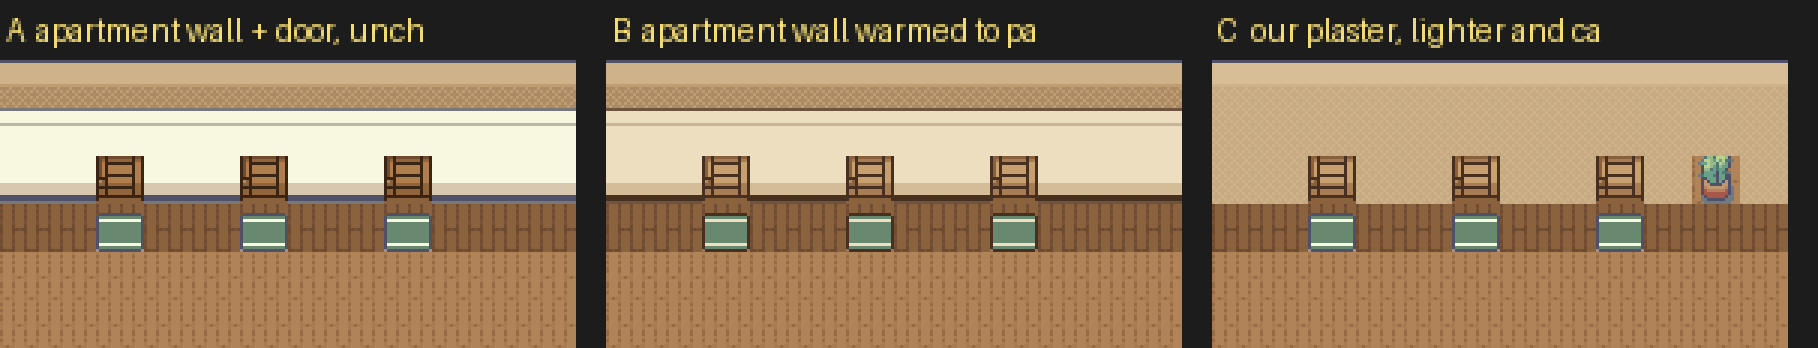 A apartment wall + door, unch
B apartment wall warmed to pa
C our plaster, lighter and ca